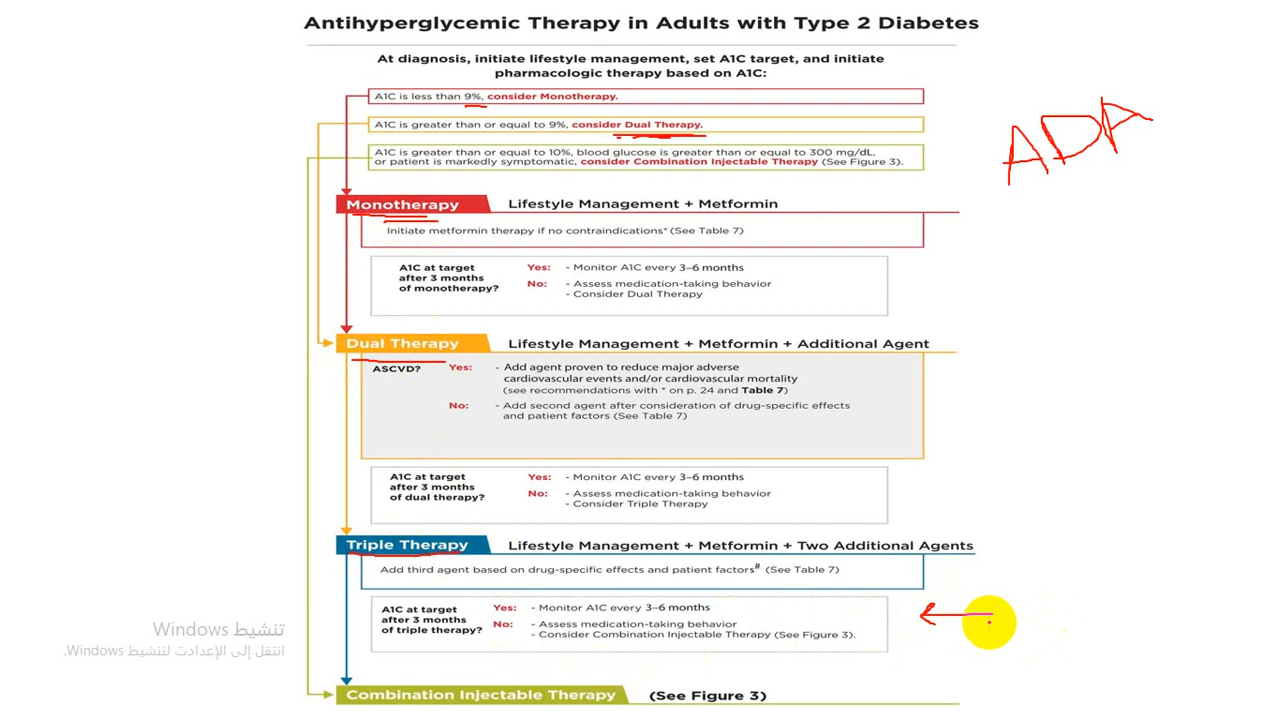 Antihyperglycemic Therapy in Adults with Type 2 Diabetes
At diagnosis, initiate lifestyle management, set A1C target, and initiate
pharmacologic therapy based on A1C:
A1C is less than 9%, consider Monotherapy.
A1C is greater than or equal to 9%, consider Dual Therapy.
A1C is greater than or equal to 10%, blood glucose is greater than or equal to 300 mg/dL,
or patient is markedly symptomatic, consider Combination Injectable Therapy (See Figure 3).
ADA
Monotherapy Lifestyle Management + Metformin
Initiate metformin therapy if no contraindications* (See Table 7)
A1C at target
after 3 months
of monotherapy?
Yes: - Monitor A1C every 3–6 months
No: - Assess medication-taking behavior
- Consider Dual Therapy
Dual Therapy Lifestyle Management + Metformin + Additional Agent
ASCVD?
Yes: - Add agent proven to reduce major adverse
cardiovascular events and/or cardiovascular mortality
(see recommendations with * on p. 24 and Table 7)
No: - Add second agent after consideration of drug-specific effects
and patient factors (See Table 7)
A1C at target
after 3 months
of dual therapy?
Yes: - Monitor A1C every 3–6 months
No: - Assess medication-taking behavior
- Consider Triple Therapy
Triple Therapy Lifestyle Management + Metformin + Two Additional Agents
Add third agent based on drug-specific effects and patient factors# (See Table 7)
A1C at target
after 3 months
of triple therapy?
Yes: - Monitor A1C every 3–6 months
No: - Assess medication-taking behavior
- Consider Combination Injectable Therapy (See Figure 3).
Combination Injectable Therapy (See Figure 3)
تنشيط Windows
انتقل إلى الإعدادت لتنشيط Windows.